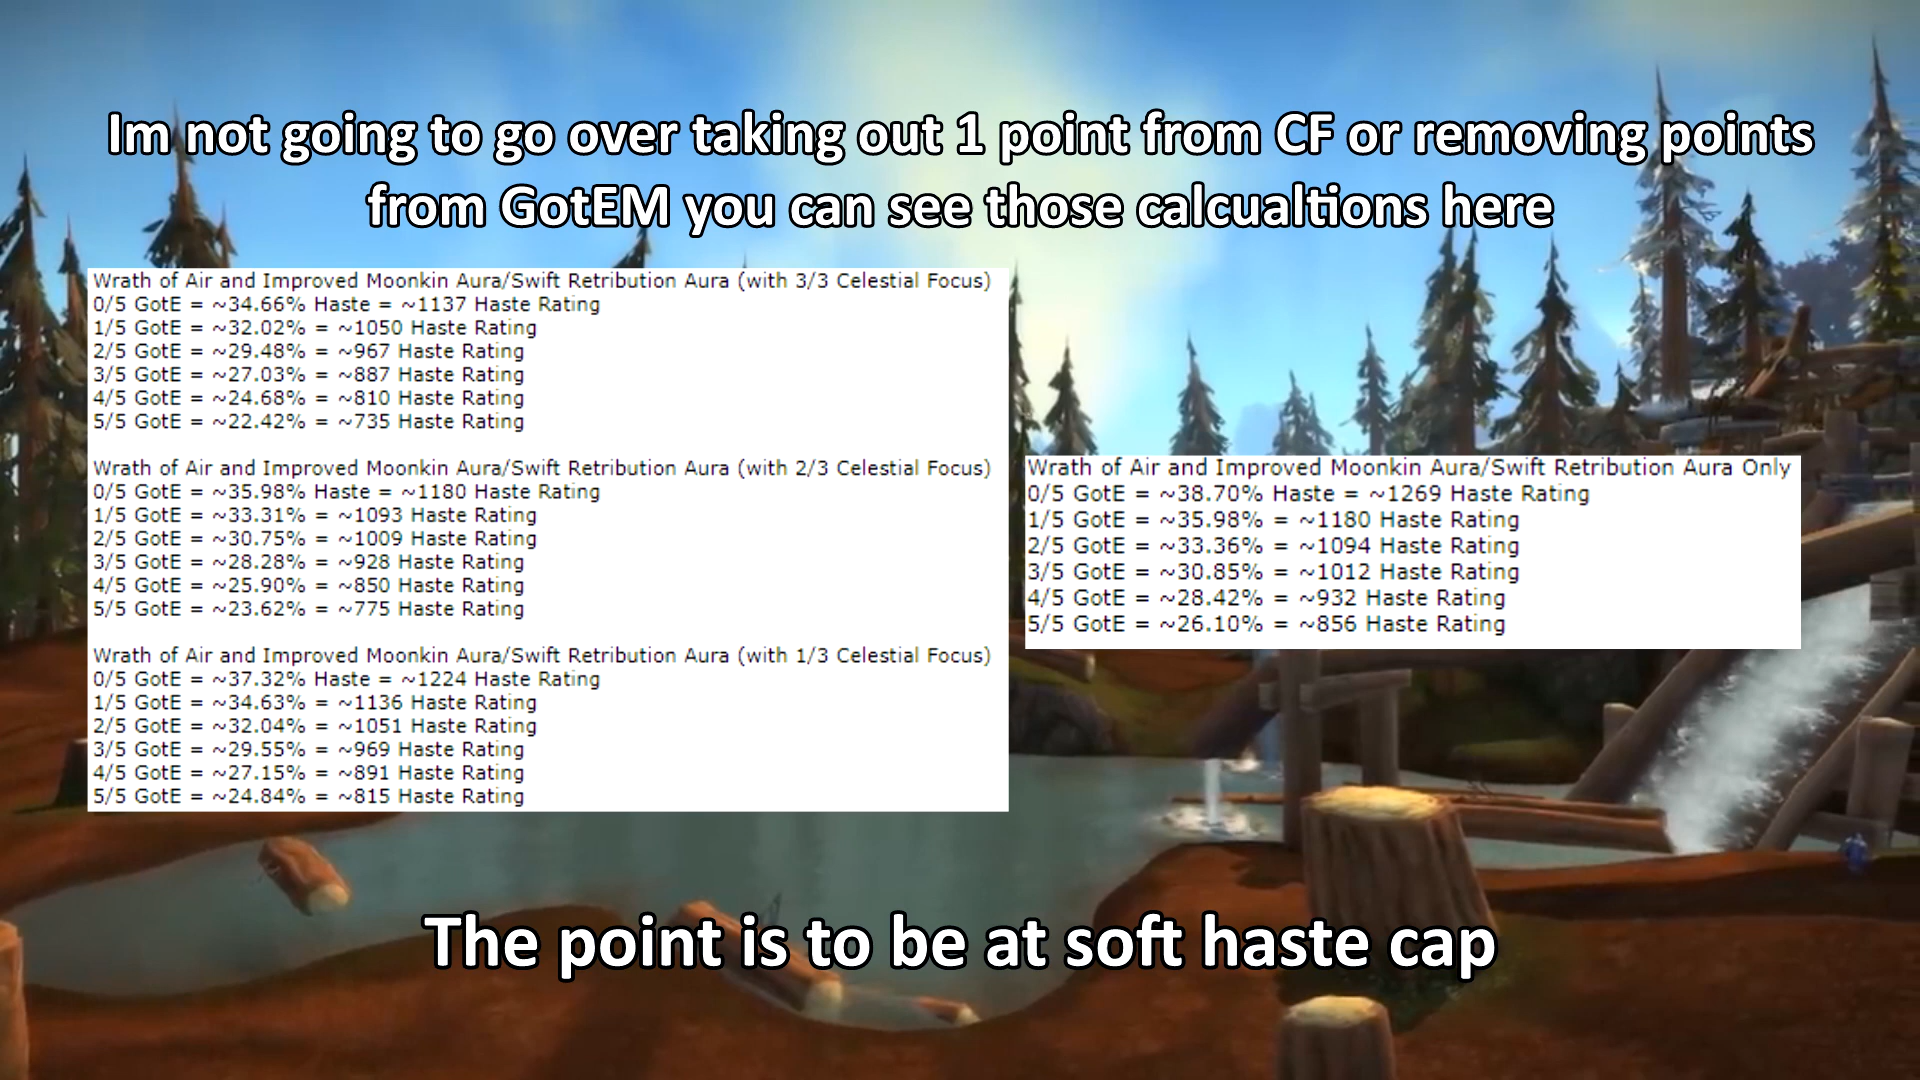 Im not going to go over taking out 1 point from CF or removing points
from GotEM you can see those calcualtions here
Wrath of Air and Improved Moonkin Aura/Swift Retribution Aura (with 3/3 Celestial Focus)
0/5 GotE = ~34.66% Haste = ~1137 Haste Rating
1/5 GotE = ~32.02% = ~1050 Haste Rating
2/5 GotE = ~29.48% = ~967 Haste Rating
3/5 GotE = ~27.03% = ~887 Haste Rating
4/5 GotE = ~24.68% = ~810 Haste Rating
5/5 GotE = ~22.42% = ~735 Haste Rating
Wrath of Air and Improved Moonkin Aura/Swift Retribution Aura (with 2/3 Celestial Focus)
0/5 GotE = ~35.98% Haste = ~1180 Haste Rating
1/5 GotE = ~33.31% = ~1093 Haste Rating
2/5 GotE = ~30.75% = ~1009 Haste Rating
3/5 GotE = ~28.28% = ~928 Haste Rating
4/5 GotE = ~25.90% = ~850 Haste Rating
5/5 GotE = ~23.62% = ~775 Haste Rating
Wrath of Air and Improved Moonkin Aura/Swift Retribution Aura (with 1/3 Celestial Focus)
0/5 GotE = ~37.32% Haste = ~1224 Haste Rating
1/5 GotE = ~34.63% = ~1136 Haste Rating
2/5 GotE = ~32.04% = ~1051 Haste Rating
3/5 GotE = ~29.55% = ~969 Haste Rating
4/5 GotE = ~27.15% = ~891 Haste Rating
5/5 GotE = ~24.84% = ~815 Haste Rating
Wrath of Air and Improved Moonkin Aura/Swift Retribution Aura Only
0/5 GotE = ~38.70% Haste = ~1269 Haste Rating
1/5 GotE = ~35.98% = ~1180 Haste Rating
2/5 GotE = ~33.36% = ~1094 Haste Rating
3/5 GotE = ~30.85% = ~1012 Haste Rating
4/5 GotE = ~28.42% = ~932 Haste Rating
5/5 GotE = ~26.10% = ~856 Haste Rating
The point is to be at soft haste cap